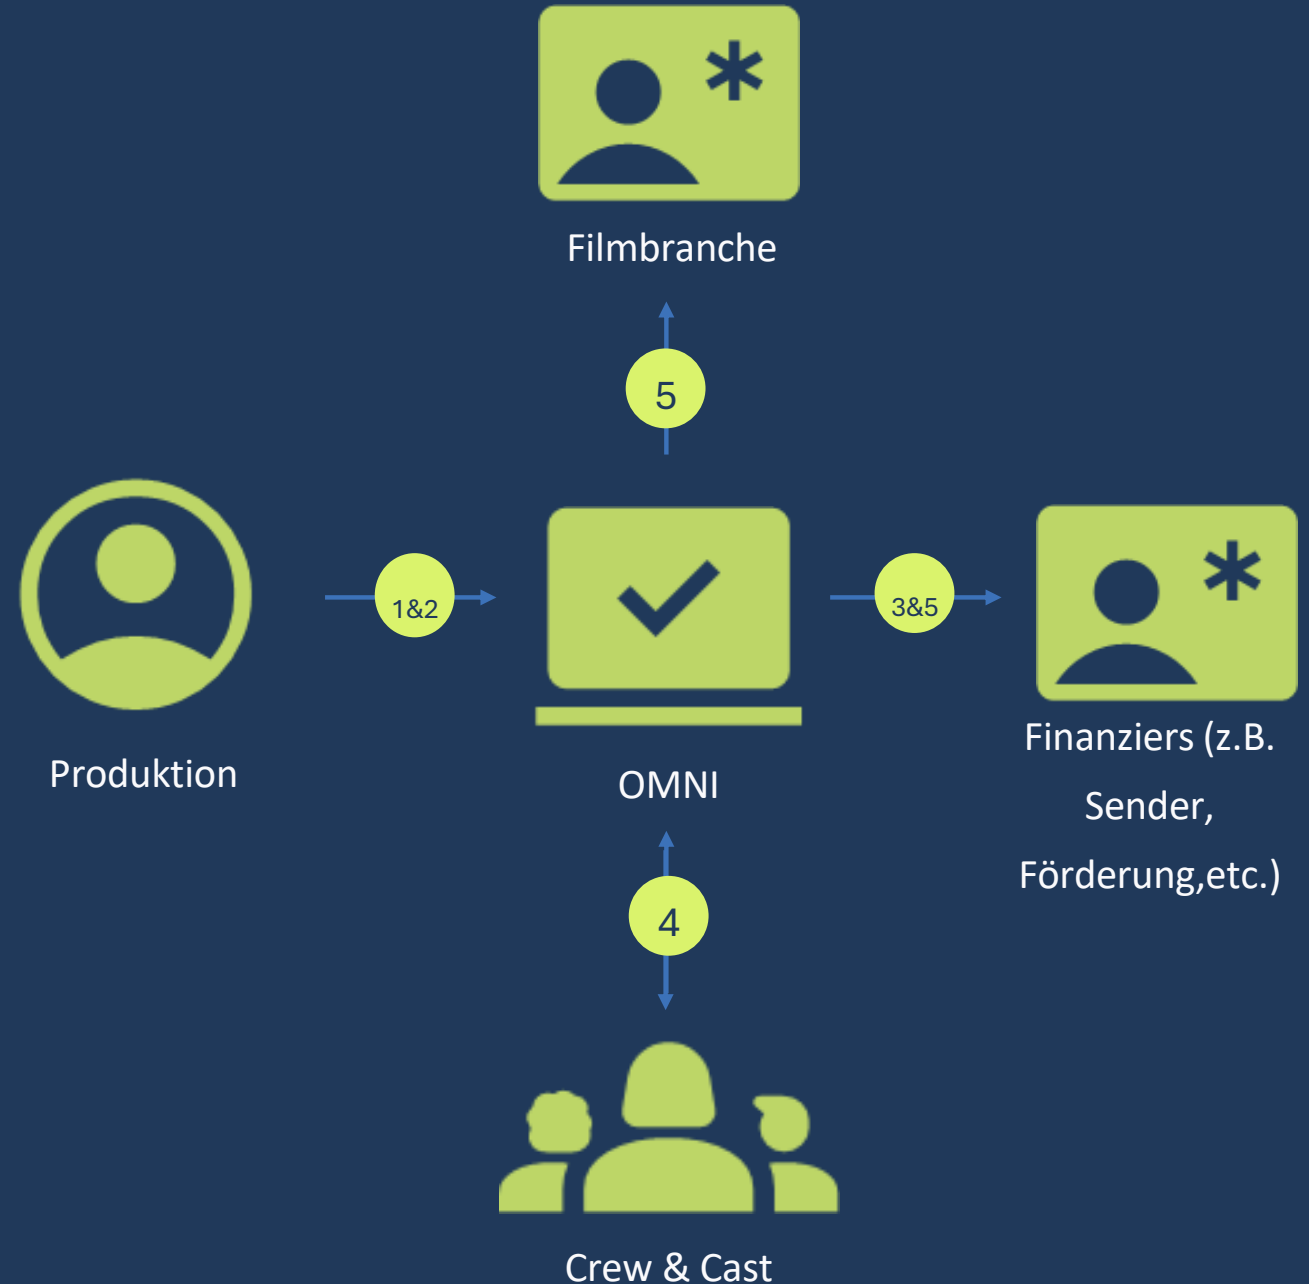 Filmbranche
5
1&2
3&5
Produktion
OMNI
Finanziers (z.B.
Sender,
Förderung,etc.)
4
Crew & Cast